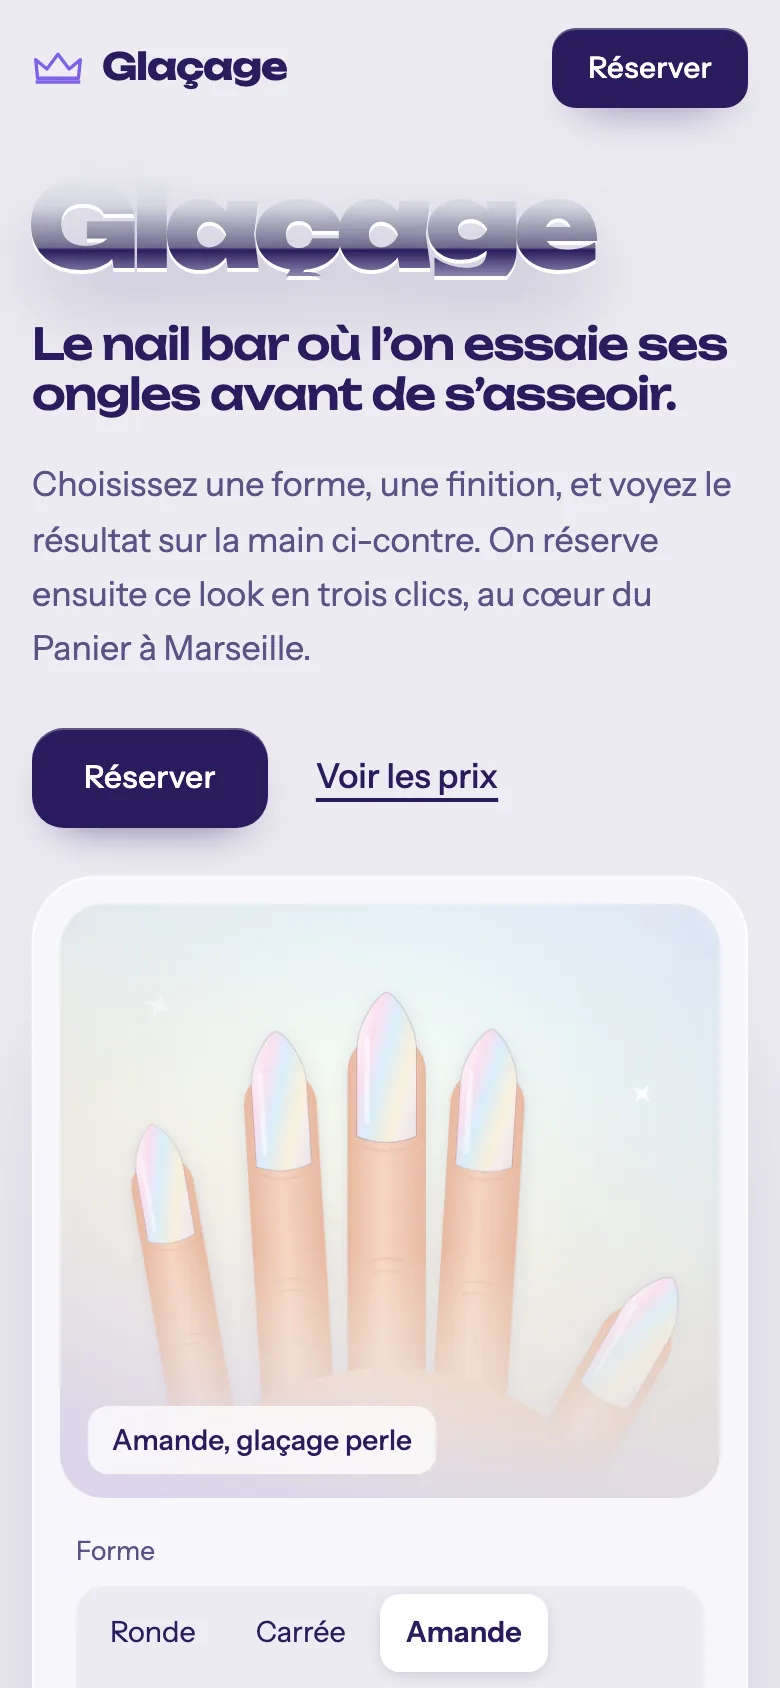 Glaçage
Réserver
Glaçage
Le nail bar où l’on essaie ses
ongles avant de s’asseoir.
Choisissez une forme, une finition, et voyez le
résultat sur la main ci-contre. On réserve
ensuite ce look en trois clics, au cœur du
Panier à Marseille.
Réserver
Voir les prix
Amande, glaçage perle
Forme
Ronde
Carrée
Amande